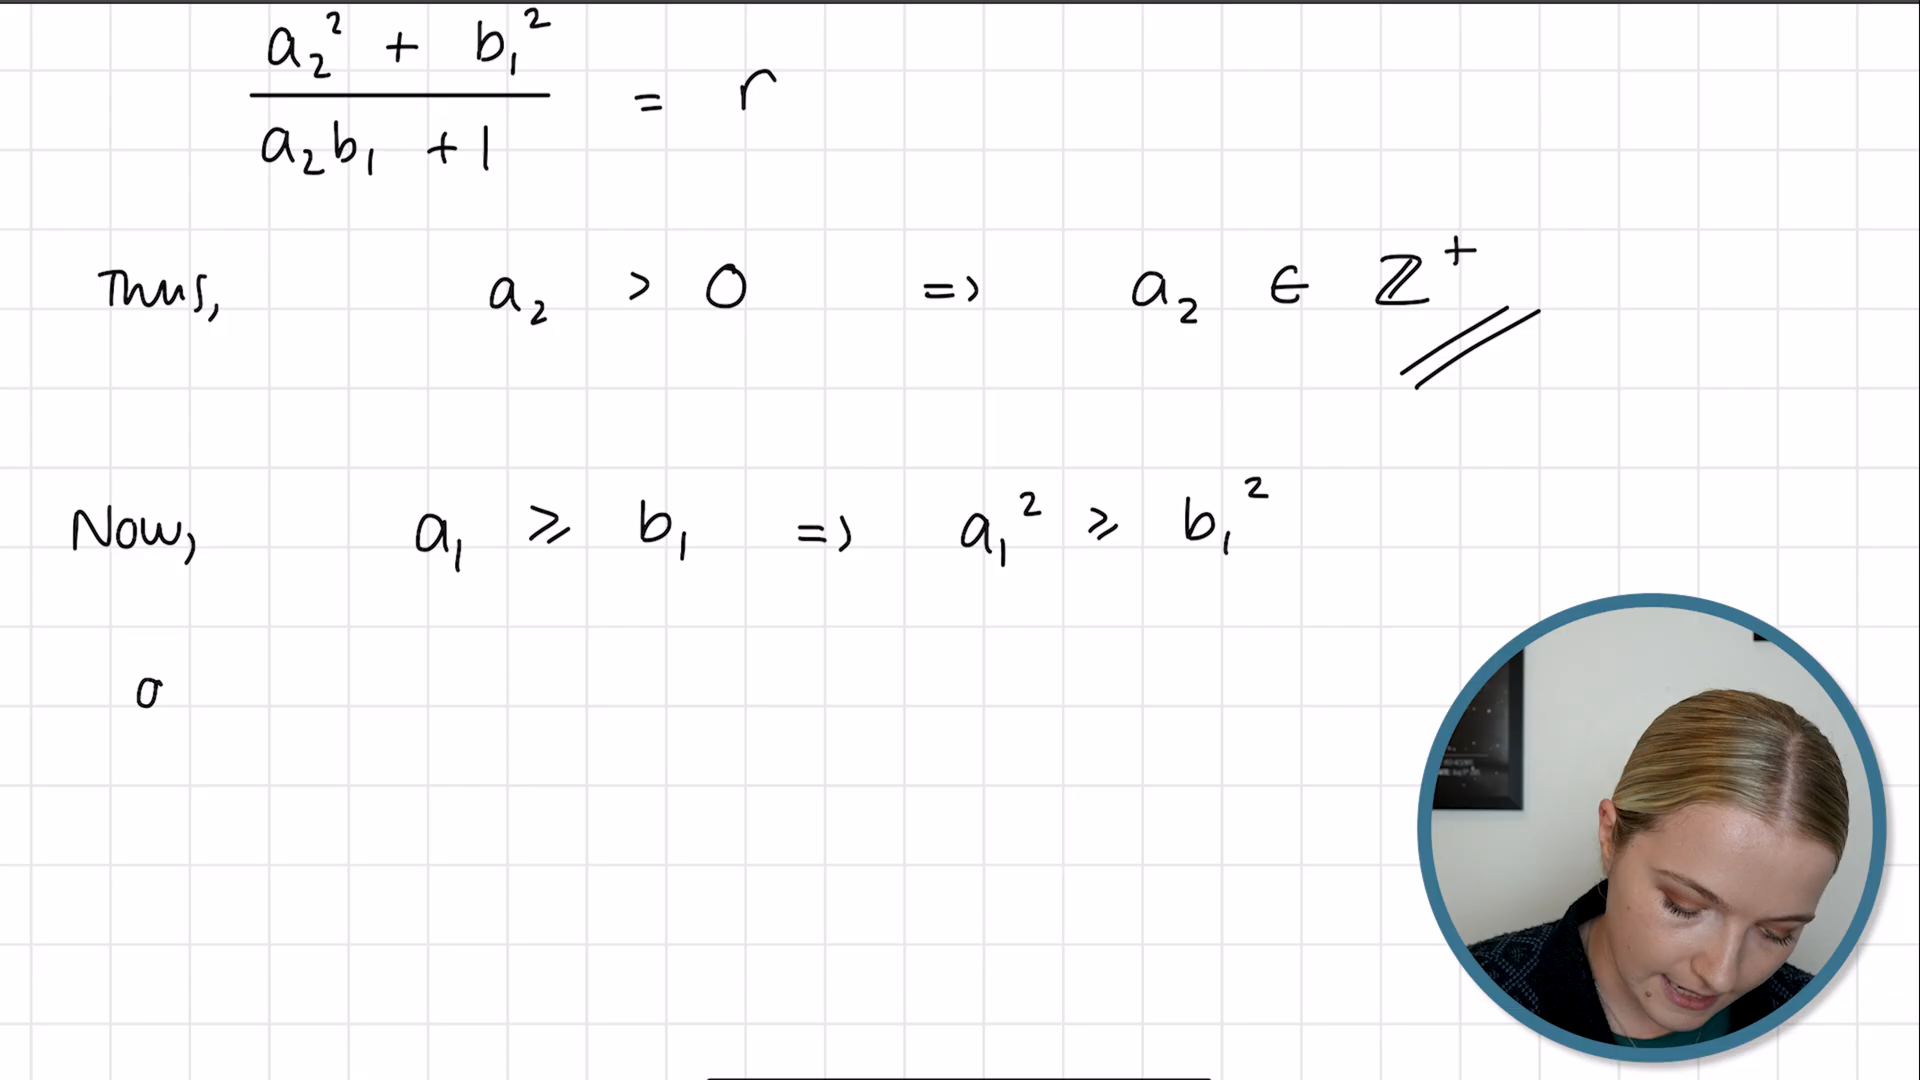 a₂² + b₁²
a₂b₁ + 1
= r
Thus, a₂ > 0 => a₂ ∈ ℤ⁺
Now, a₁ ⩾ b₁ => a₁² ⩾ b₁²
a